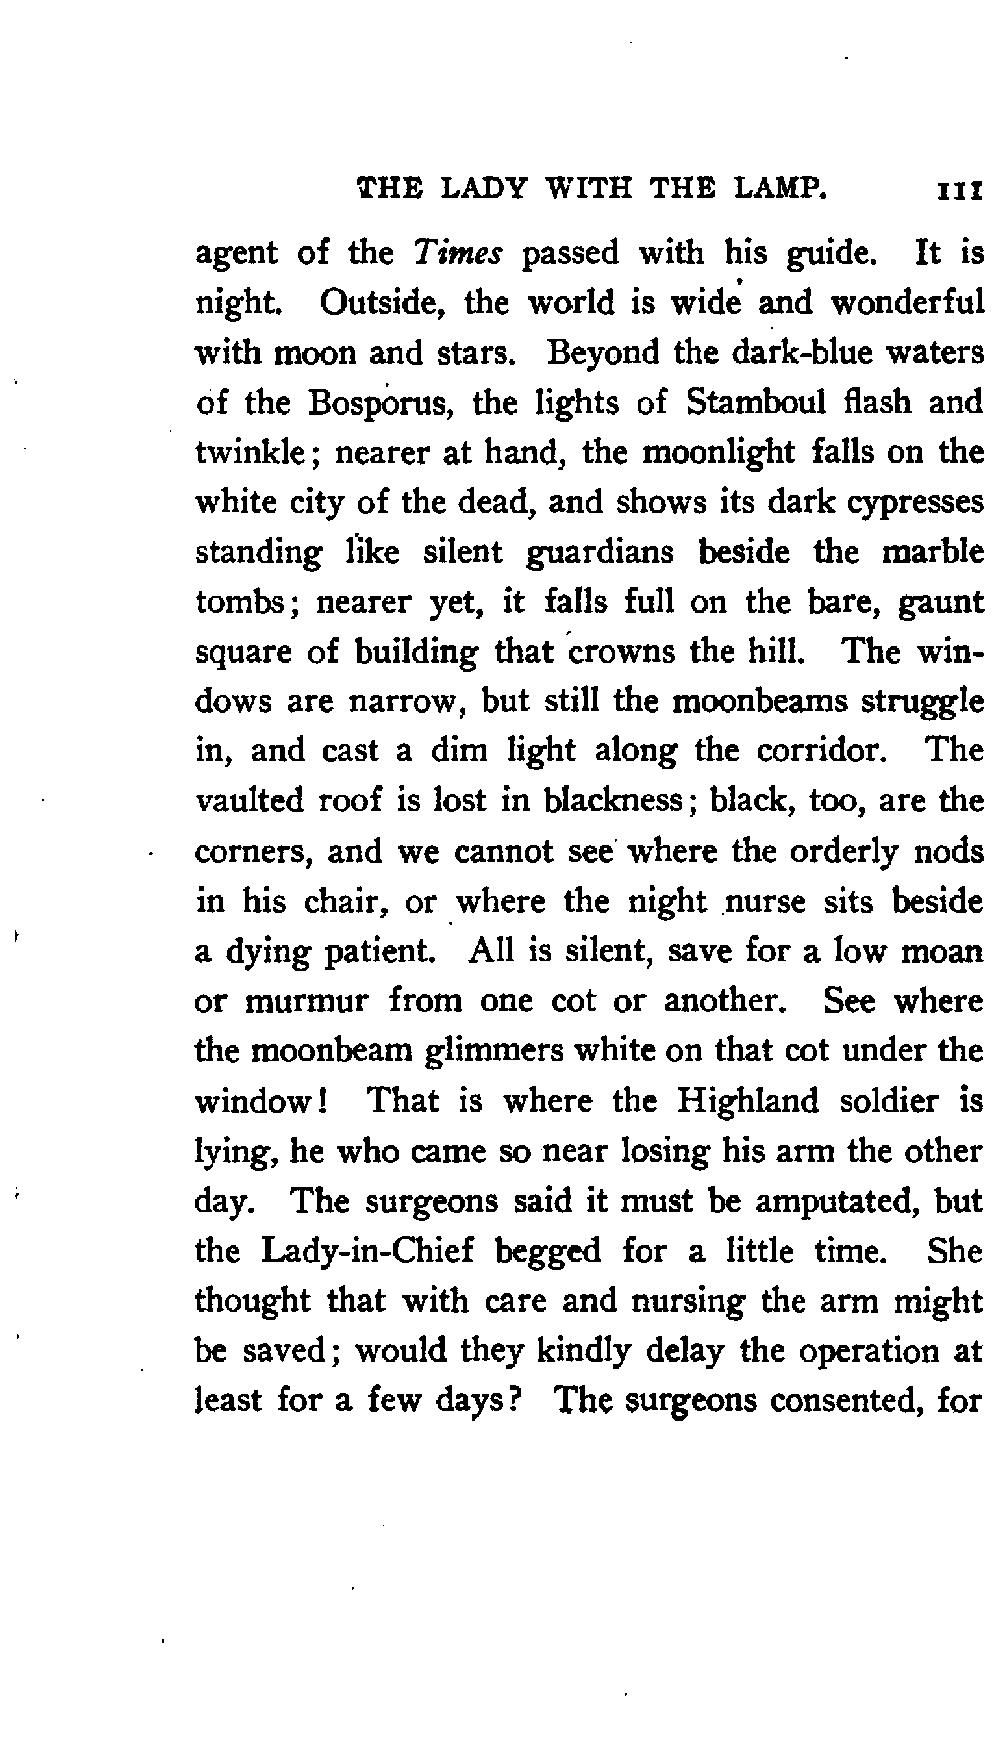 THE LADY WITH THE LAMP. 111
agent of the Times passed with his guide. It is
night. Outside, the world is wide and wonderful
with moon and stars. Beyond the dark-blue waters
of the Bosporus, the lights of Stamboul flash and
twinkle; nearer at hand, the moonlight falls on the
white city of the dead, and shows its dark cypresses
standing like silent guardians beside the marble
tombs; nearer yet, it falls full on the bare, gaunt
square of building that crowns the hill. The win-
dows are narrow, but still the moonbeams struggle
in, and cast a dim light along the corridor. The
vaulted roof is lost in blackness; black, too, are the
corners, and we cannot see where the orderly nods
in his chair, or where the night nurse sits beside
a dying patient. All is silent, save for a low moan
or murmur from one cot or another. See where
the moonbeam glimmers white on that cot under the
window! That is where the Highland soldier is
lying, he who came so near losing his arm the other
day. The surgeons said it must be amputated, but
the Lady-in-Chief begged for a little time. She
thought that with care and nursing the arm might
be saved; would they kindly delay the operation at
least for a few days? The surgeons consented, for